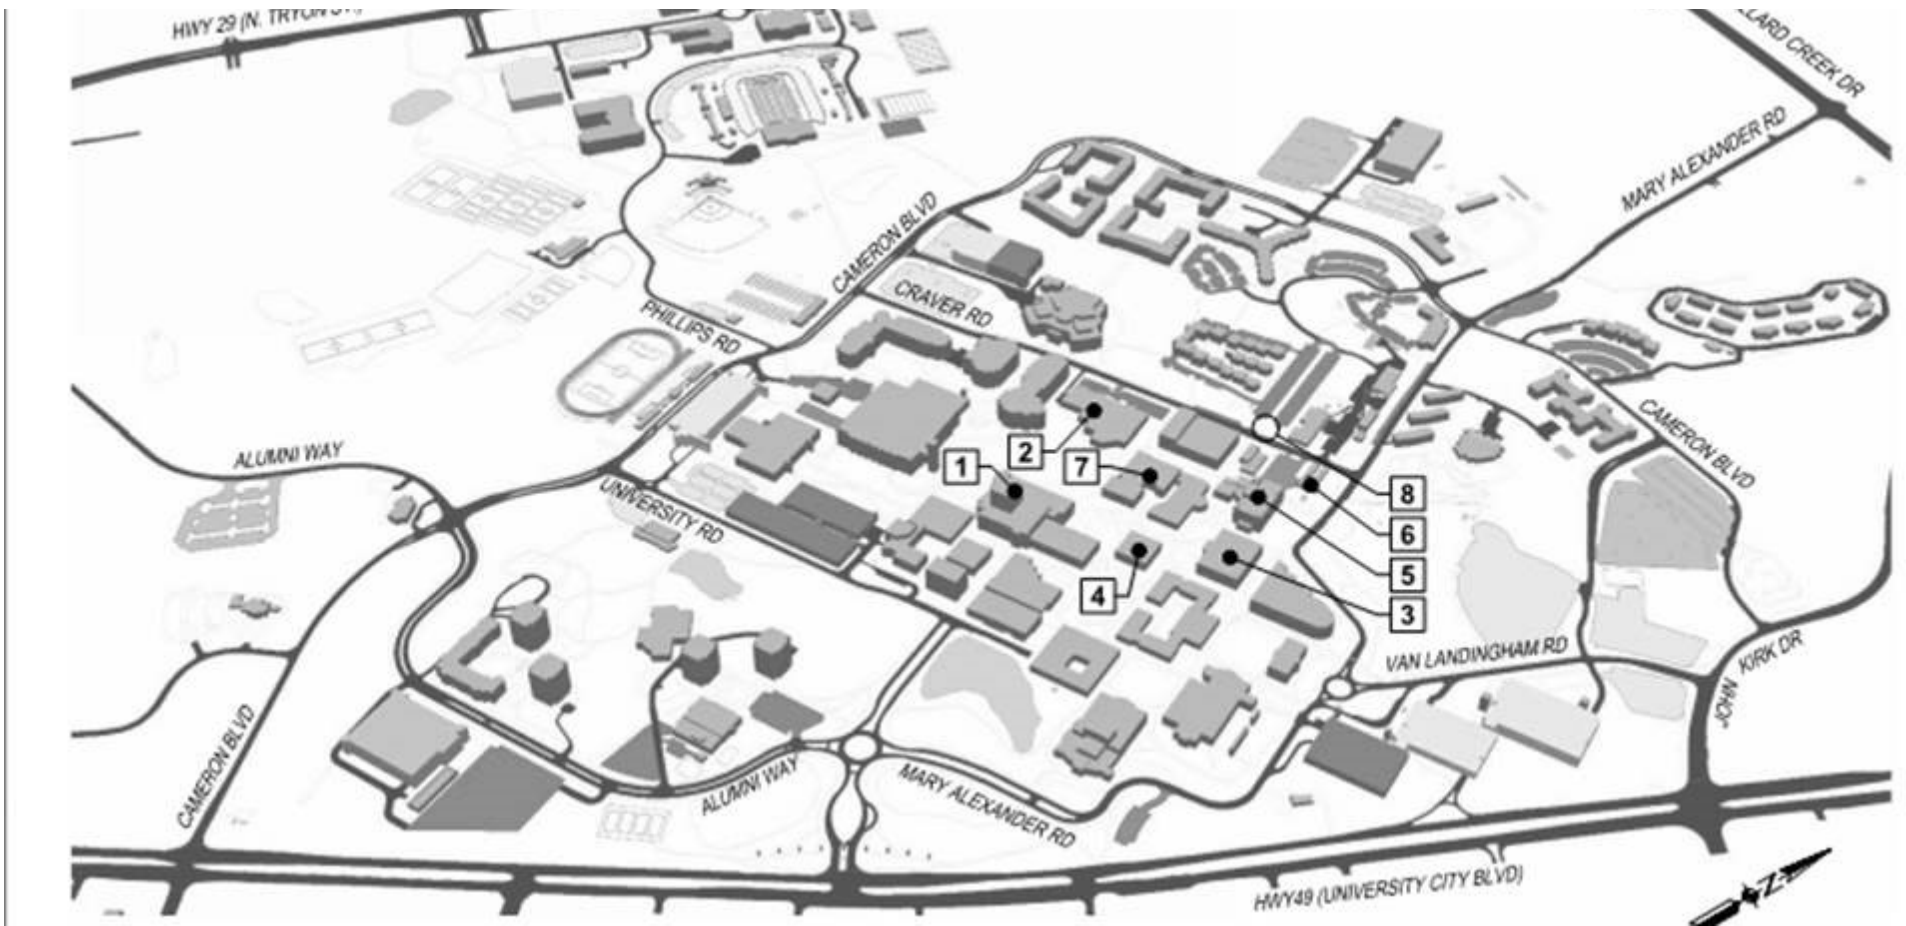 HWY 29 (N. TRYON ST.)
MARY ALEXANDER RD
CAMERON BLVD
CRAVER RD
PHILLIPS RD
ALUMNI WAY
UNIVERSITY RD
CAMERON BLVD
2
7
1
8
6
5
4
3
VAN LANDINGHAM RD
JOHN KIRK DR
CAMERON BLVD
ALUMNI WAY
MARY ALEXANDER RD
HWY49 (UNIVERSITY CITY BLVD)
Z
CREEK DR